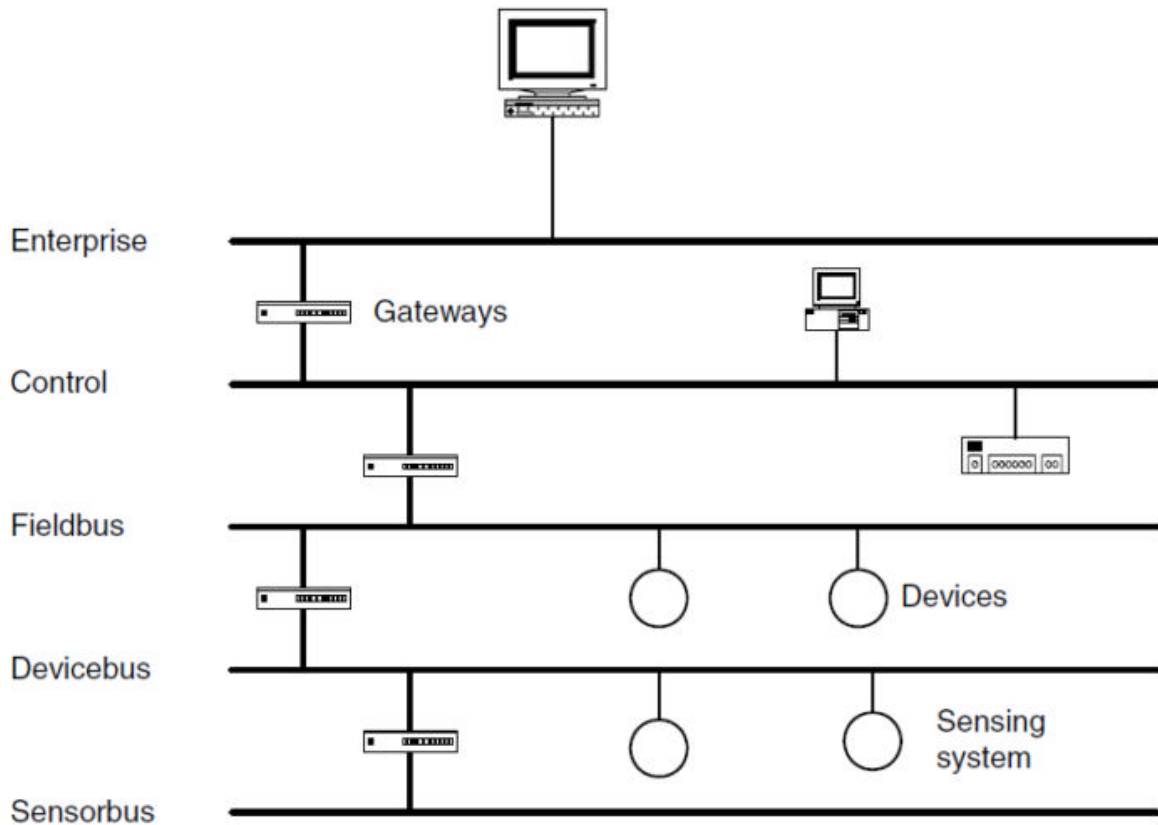 Enterprise
Gateways
Control
Fieldbus
Devices
Devicebus
Sensing
system
Sensorbus